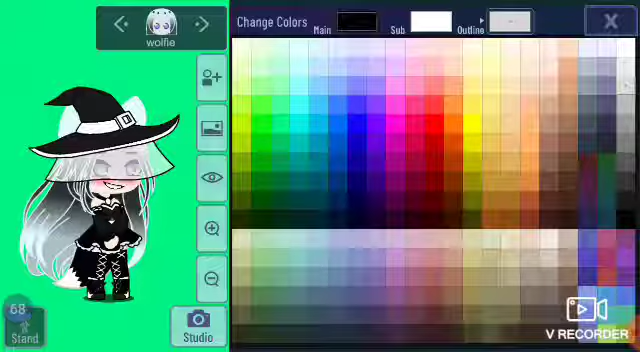 wolfie
Change Colors
Main
Sub
Outline
X
68
Stand
Studio
V RECORDER